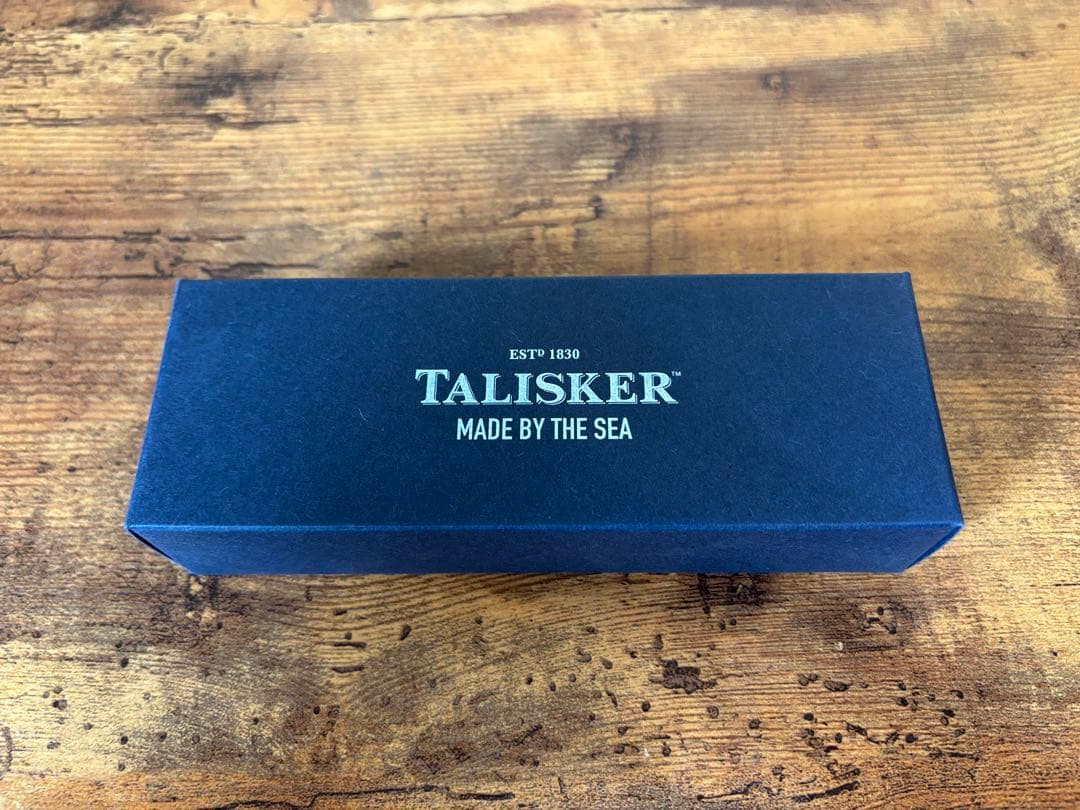 ESTᴰ 1830
TALISKER™
MADE BY THE SEA